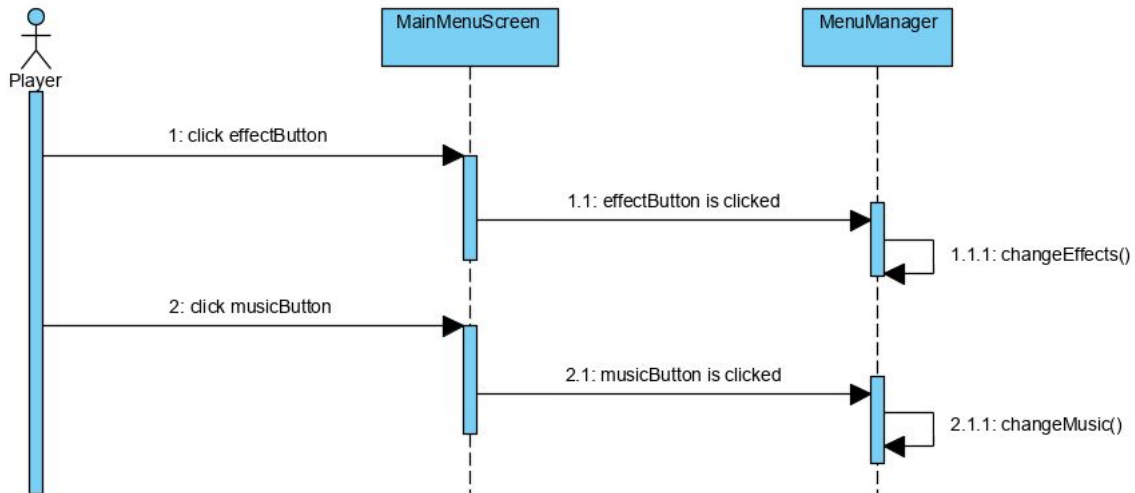 MainMenuScreen
MenuManager
Player
1: click effectButton
1.1: effectButton is clicked
1.1.1: changeEffects()
2: click musicButton
2.1: musicButton is clicked
2.1.1: changeMusic()